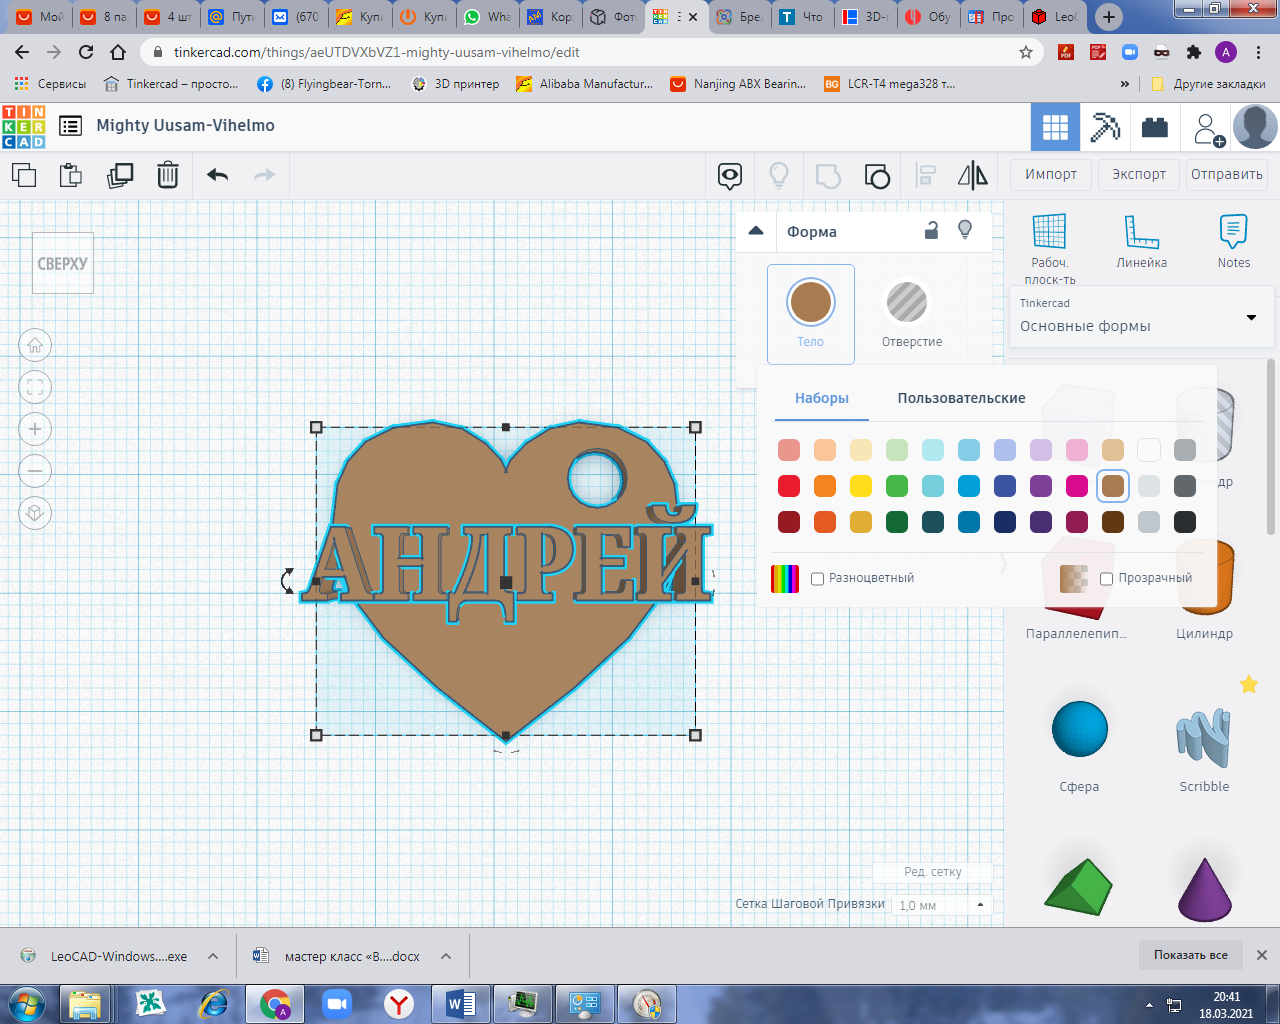 Мой
8 па
4 шт
Пути
(670
Купи
Купи
Wha
Кор
Фот
З
Бре
Что
3D-г
Обу
Про
LeoC
tinkercad.com/things/aeUTDVXbVZ1-mighty-uusam-vihelmo/edit
A
Сервисы
Tinkercad – просто...
(8) Flyingbear-Torn...
3D принтер
Alibaba Manufactur...
Nanjing ABX Bearin...
BG
LCR-T4 mega328 т...
»
Другие закладки
TIN
KER
CAD
Mighty Uusam-Vihelmo
Импорт
Экспорт
Отправить
СВЕРХУ
Форма
Тело
Отверстие
Рабоч.
плоск-ть
Линейка
Notes
Tinkercad
Основные формы
Наборы
Пользовательские
Разноцветный
Прозрачный
АНДРЕЙ
ндр
Параллелепип...
Цилиндр
Сфера
Scribble
Ред. сетку
Сетка Шаговой Привязки
1,0 мм
LeoCAD-Windows....exe
мастер класс «В....docx
Показать все
20:41
18.03.2021